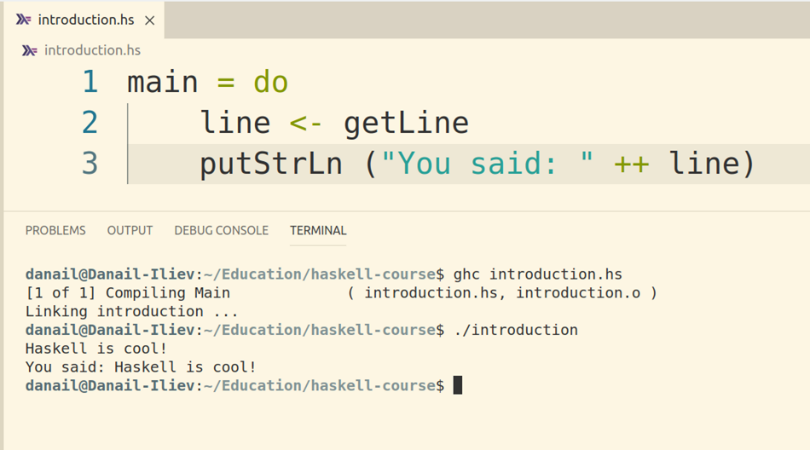 introduction.hs ×
introduction.hs
1 main = do
2     line <- getLine
3     putStrLn ("You said: " ++ line)
PROBLEMS OUTPUT DEBUG CONSOLE TERMINAL
danail@Danail-Iliev:~/Education/haskell-course$ ghc introduction.hs
[1 of 1] Compiling Main             ( introduction.hs, introduction.o )
Linking introduction ...
danail@Danail-Iliev:~/Education/haskell-course$ ./introduction
Haskell is cool!
You said: Haskell is cool!
danail@Danail-Iliev:~/Education/haskell-course$